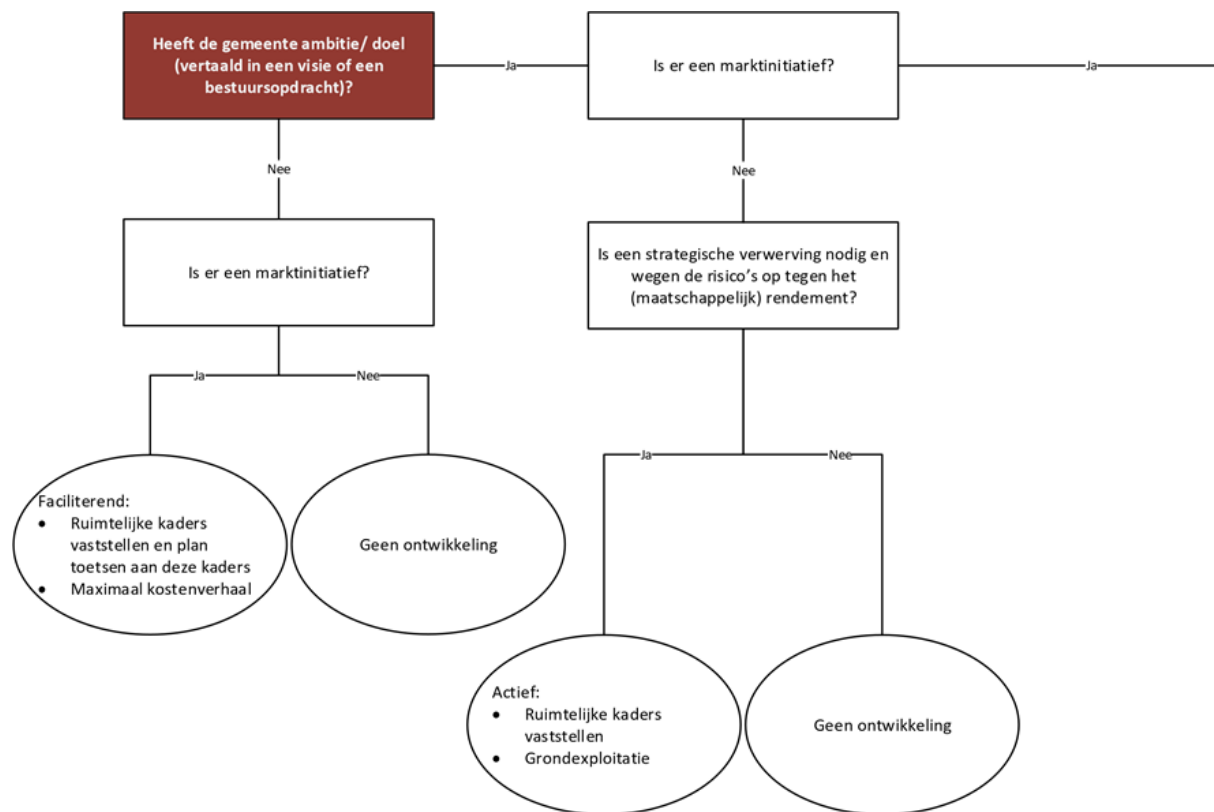 Heeft de gemeente ambitie/ doel
(vertaald in een visie of een
bestuursopdracht)?
Ja
Is er een marktinitiatief?
Ja
Nee
Nee
Is er een marktinitiatief?
Is een strategische verwerving nodig en
wegen de risico's op tegen het
(maatschappelijk) rendement?
Ja
Nee
Faciliterend:
• Ruimtelijke kaders
vaststellen en plan
toetsen aan deze kaders
• Maximaal kostenverhaal
Geen ontwikkeling
Ja
Nee
Actief:
• Ruimtelijke kaders
vaststellen
• Grondexploitatie
Geen ontwikkeling